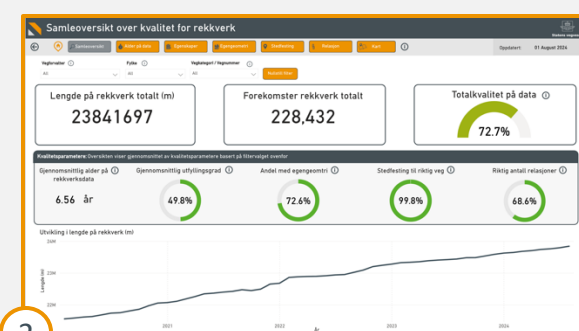 Samleoversikt over kvalitet for rekkverk
Statens vegvesen
Samleoversikt Alder på data Egenskaper Egengeometri Stedfesting Relasjon Kart Oppdatert: 01 August 2024
Vegforvalter Fylke Vegkategori / Vegnummer
All All All Nullstill filter
Lengde på rekkverk totalt (m) Forekomster rekkverk totalt Totalkvalitet på data
23841697 228,432 72.7%
Kvalitetsparametere: Oversikten viser gjennomsnittet av kvalitetsparametere basert på filtervalget ovenfor
Gjennomsnittlig alder på rekkverksdata Gjennomsnittlig utfyllingsgrad Andel med egengeomtri Stedfesting til riktig veg Riktig antall relasjoner
6.56 år 49.8% 72.6% 99.8% 68.6%
Utvikling i lengde på rekkverk (m)
24M
23M
22M
Lengde (m)
2021 2022 2023 2024
År